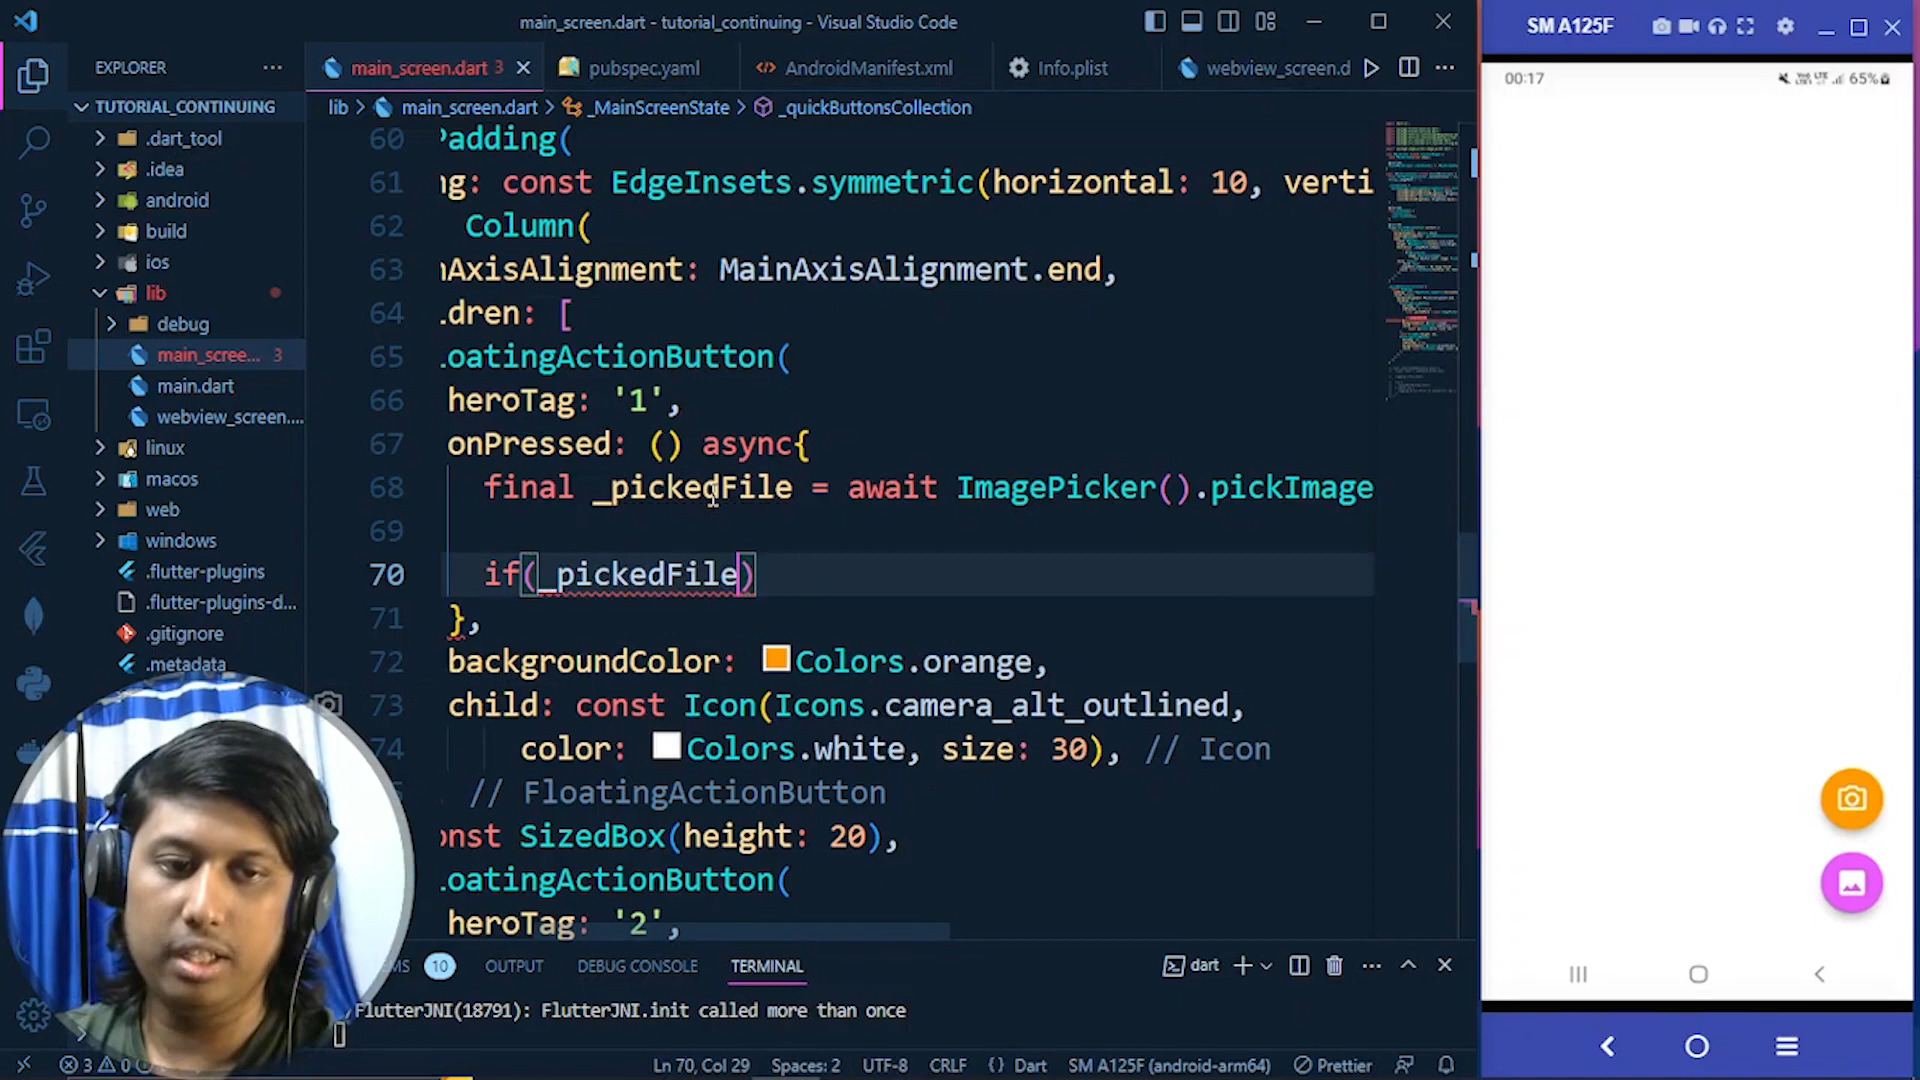 main_screen.dart - tutorial_continuing - Visual Studio Code
SM A125F
EXPLORER
main_screen.dart 3
pubspec.yaml
AndroidManifest.xml
Info.plist
webview_screen.d
00:17
65%
TUTORIAL_CONTINUING
lib > main_screen.dart > _MainScreenState > _quickButtonsCollection
.dart_tool
.idea
android
build
ios
lib
debug
main_scree... 3
main.dart
webview_screen....
linux
macos
web
windows
.flutter-plugins
.flutter-plugins-d...
.gitignore
.metadata
60 Padding(
61 ng: const EdgeInsets.symmetric(horizontal: 10, verti
62 Column(
63 nAxisAlignment: MainAxisAlignment.end,
64 .dren: [
65 .oatingActionButton(
66 heroTag: '1',
67 onPressed: () async{
68 final _pickedFile = await ImagePicker().pickImage
69
70 if(_pickedFile)
71 },
72 backgroundColor: Colors.orange,
73 child: const Icon(Icons.camera_alt_outlined,
74 color: Colors.white, size: 30), // Icon
// FloatingActionButton
onst SizedBox(height: 20),
.oatingActionButton(
heroTag: '2',
MS 10 OUTPUT DEBUG CONSOLE TERMINAL
dart
FlutterJNI(18791): FlutterJNI.init called more than once
3 0
Ln 70, Col 29 Spaces: 2 UTF-8 CRLF {} Dart SM A125F (android-arm64) Prettier